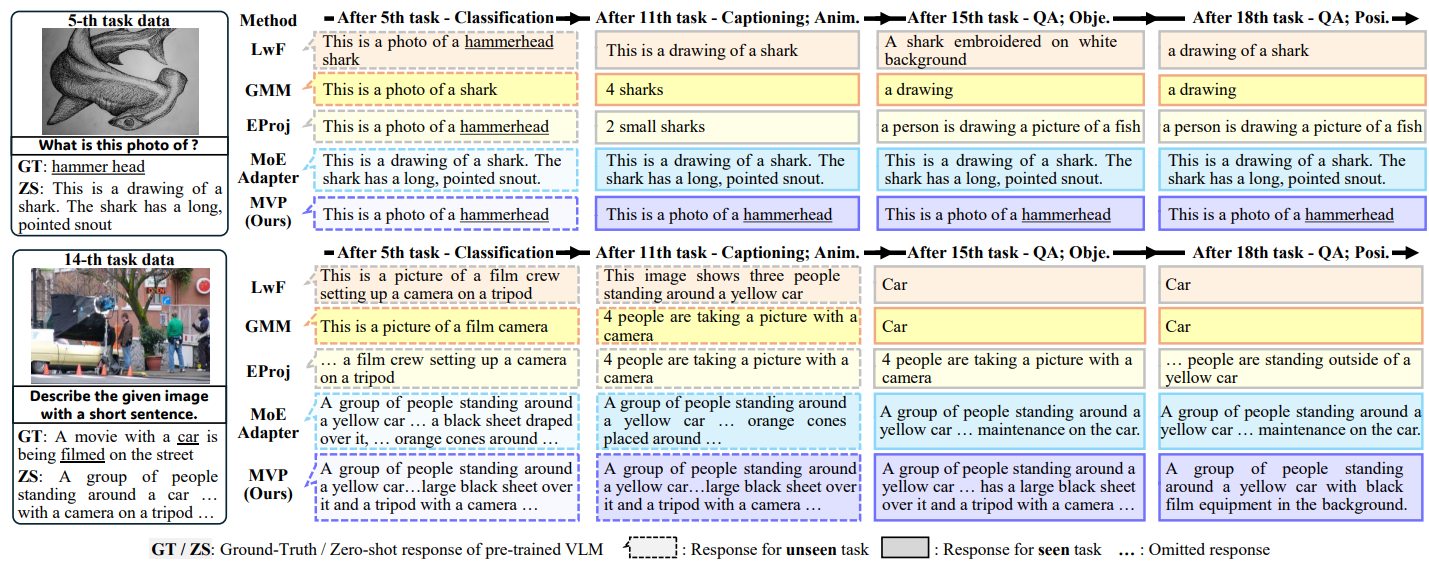 5-task data
What is this photo of ?
GT: hammer head
ZS: This is a drawing of a
shark. The shark has a long,
pointed snout
Method
After 5th task - Classification
After 11th task - Captioning; Anim.
After 15th task - QA; Obje.
After 18th task - QA; Posi.
LwF
This is a photo of a hammerhead
shark
This is a drawing of a shark
A shark embroidered on white
background
a drawing of a shark
GMM
This is a photo of a shark
4 sharks
a drawing
a drawing
EProj
This is a photo of a hammerhead
2 small sharks
a person is drawing a picture of a fish
a person is drawing a picture of a fish
MoE
Adapter
This is a drawing of a shark. The
shark has a long, pointed snout.
This is a drawing of a shark. The
shark has a long, pointed snout.
This is a drawing of a shark. The
shark has a long, pointed snout.
This is a drawing of a shark. The
shark has a long, pointed snout.
MVP
(Ours)
This is a photo of a hammerhead
This is a photo of a hammerhead
This is a photo of a hammerhead
This is a photo of a hammerhead
14-th task data
Describe the given image
with a short sentence.
GT: A movie with a car is
being filmed on the street
ZS: A group of people
standing around a car …
with a camera on a tripod …
After 5th task - Classification
After 11th task - Captioning; Anim.
After 15th task - QA; Obje.
After 18th task - QA; Posi.
LwF
This is a picture of a film crew
setting up a camera on a tripod
This image shows three people
standing around a yellow car
Car
Car
GMM
This is a picture of a film camera
4 people are taking a picture with a
camera
Car
Car
EProj
… a film crew setting up a camera
on a tripod
4 people are taking a picture with a
camera
4 people are taking a picture with a
camera
… people are standing outside of a
yellow car
MoE
Adapter
A group of people standing around
a yellow car … a black sheet draped
over it, … orange cones around …
A group of people standing around
a yellow car … orange cones
placed around …
A group of people standing around a
yellow car … maintenance on the car.
A group of people standing around a
yellow car … maintenance on the car.
MVP
(Ours)
A group of people standing around
a yellow car…large black sheet over
it and a tripod with a camera …
A group of people standing around
a yellow car…large black sheet over
it and a tripod with a camera …
A group of people standing around a
yellow car … has a large black sheet
over it and a tripod with a camera …
A group of people standing
around a yellow car with black
film equipment in the background.
GT / ZS: Ground-Truth / Zero-shot response of pre-trained VLM
: Response for unseen task
: Response for seen task
… : Omitted response